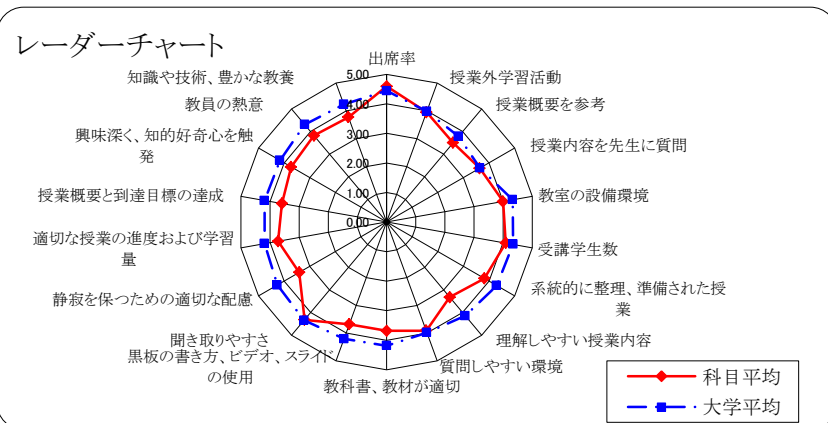 レーダーチャート
出席率
授業外学習活動
授業概要を参考
授業内容を先生に質問
教室の設備環境
受講学生数
系統的に整理、準備された授
業
理解しやすい授業内容
質問しやすい環境
教科書、教材が適切
黒板の書き方、ビデオ、スライド
の使用
聞き取りやすさ
静寂を保つための適切な配慮
適切な授業の進度および学習
量
授業概要と到達目標の達成
興味深く、知的好奇心を触
発
教員の熱意
知識や技術、豊かな教養
5.00
4.00
3.00
2.00
1.00
0.00
科目平均
大学平均